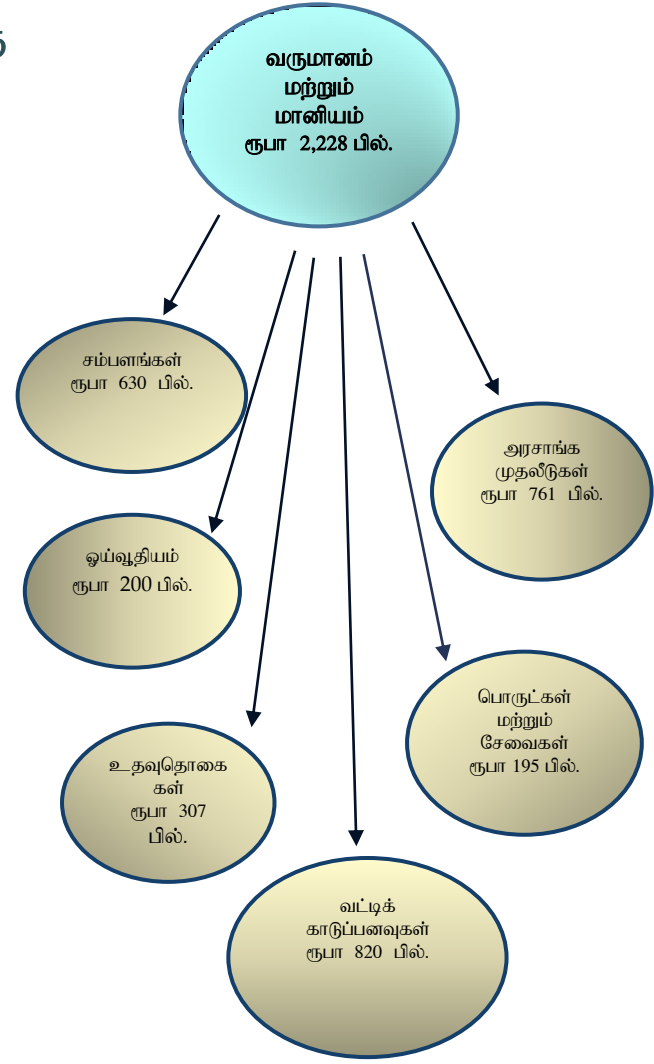 வருமானம்
மற்றும்
மானியம்
ரூபா 2,228 பில்.
சம்பளங்கள்
ரூபா 630 பில்.
அரசாங்க
முதலீடுகள்
ரூபா 761 பில்.
ஓய்வூதியம்
ரூபா 200 பில்.
பொருட்கள்
மற்றும்
சேவைகள்
ரூபா 195 பில்.
உதவுதொகை
கள்
ரூபா 307
பில்.
வட்டிக்
காடுப்பனவுகள்
ரூபா 820 பில்.